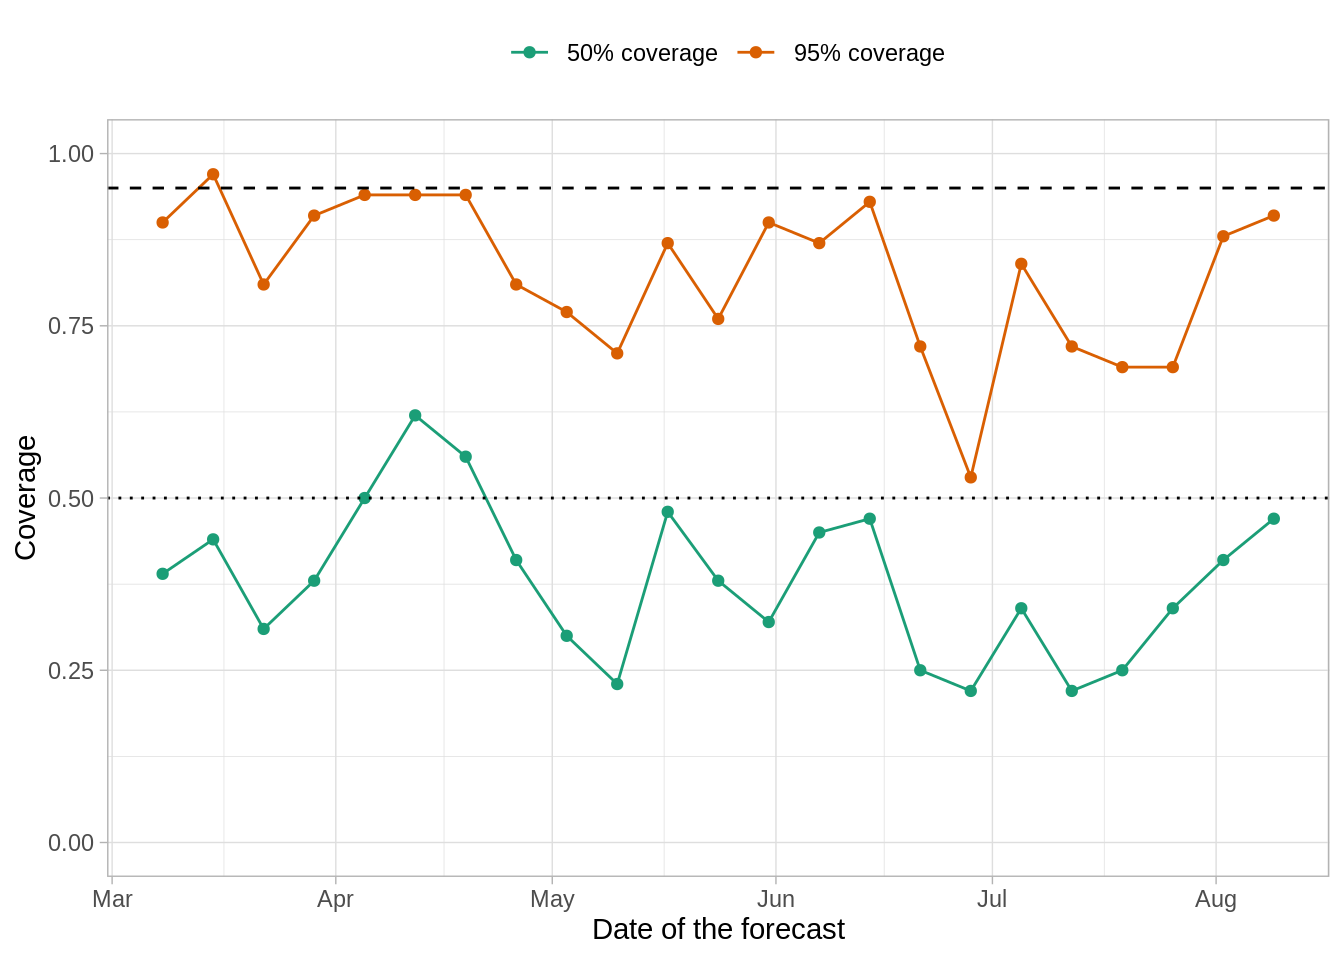 50% coverage 95% coverage
1.00
0.75
0.50
0.25
0.00
Coverage
Mar Apr May Jun Jul Aug
Date of the forecast